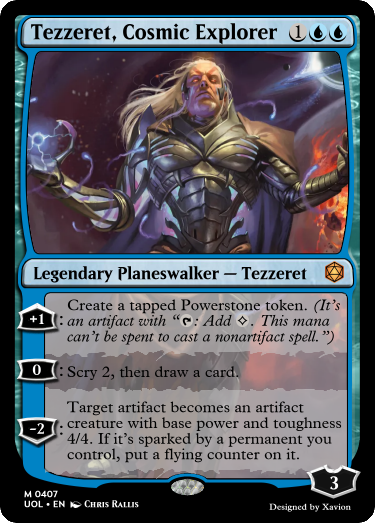 Tezzeret, Cosmic Explorer 1
Legendary Planeswalker — Tezzeret
+1: Create a tapped Powerstone token. (It's
an artifact with “: Add . This mana
can't be spent to cast a nonartifact spell.”)
0: Scry 2, then draw a card.
-2: Target artifact becomes an artifact
creature with base power and toughness
4/4. If it's sparked by a permanent you
control, put a flying counter on it.
3
M 0407
UOL • EN Chris Rallis
Designed by Xavion